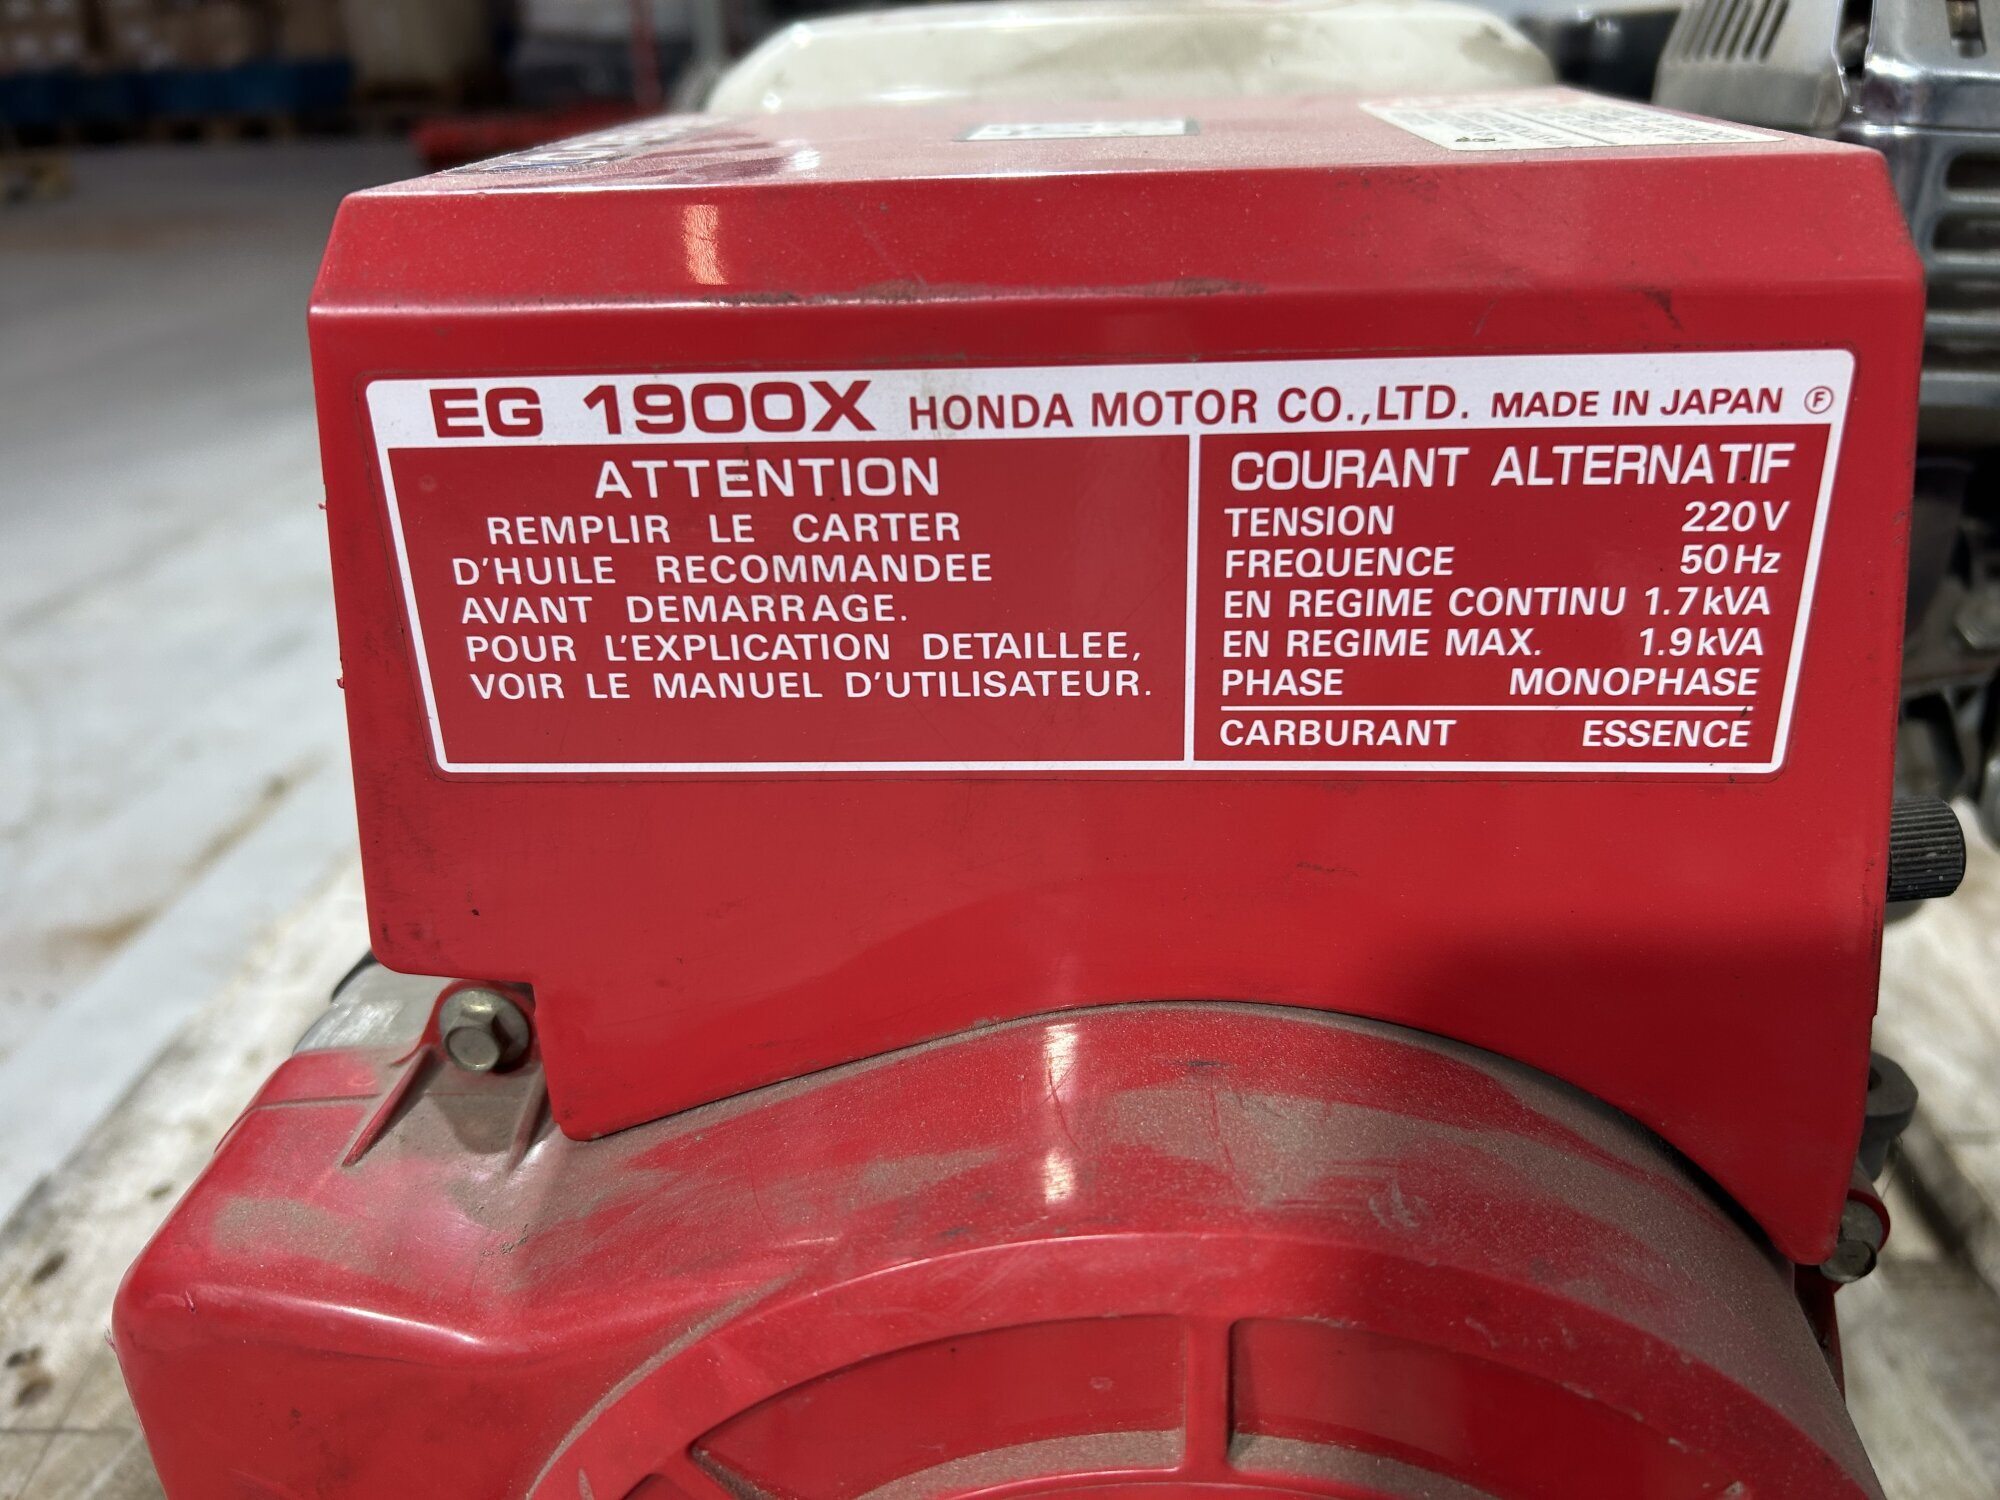 EG 1900X HONDA MOTOR CO.,LTD. MADE IN JAPAN Ⓕ
ATTENTION
REMPLIR LE CARTER
D'HUILE RECOMMANDEE
AVANT DEMARRAGE.
POUR L'EXPLICATION DETAILLEE,
VOIR LE MANUEL D'UTILISATEUR.
COURANT ALTERNATIF
TENSION 220V
FREQUENCE 50Hz
EN REGIME CONTINU 1.7kVA
EN REGIME MAX. 1.9kVA
PHASE MONOPHASE
CARBURANT ESSENCE